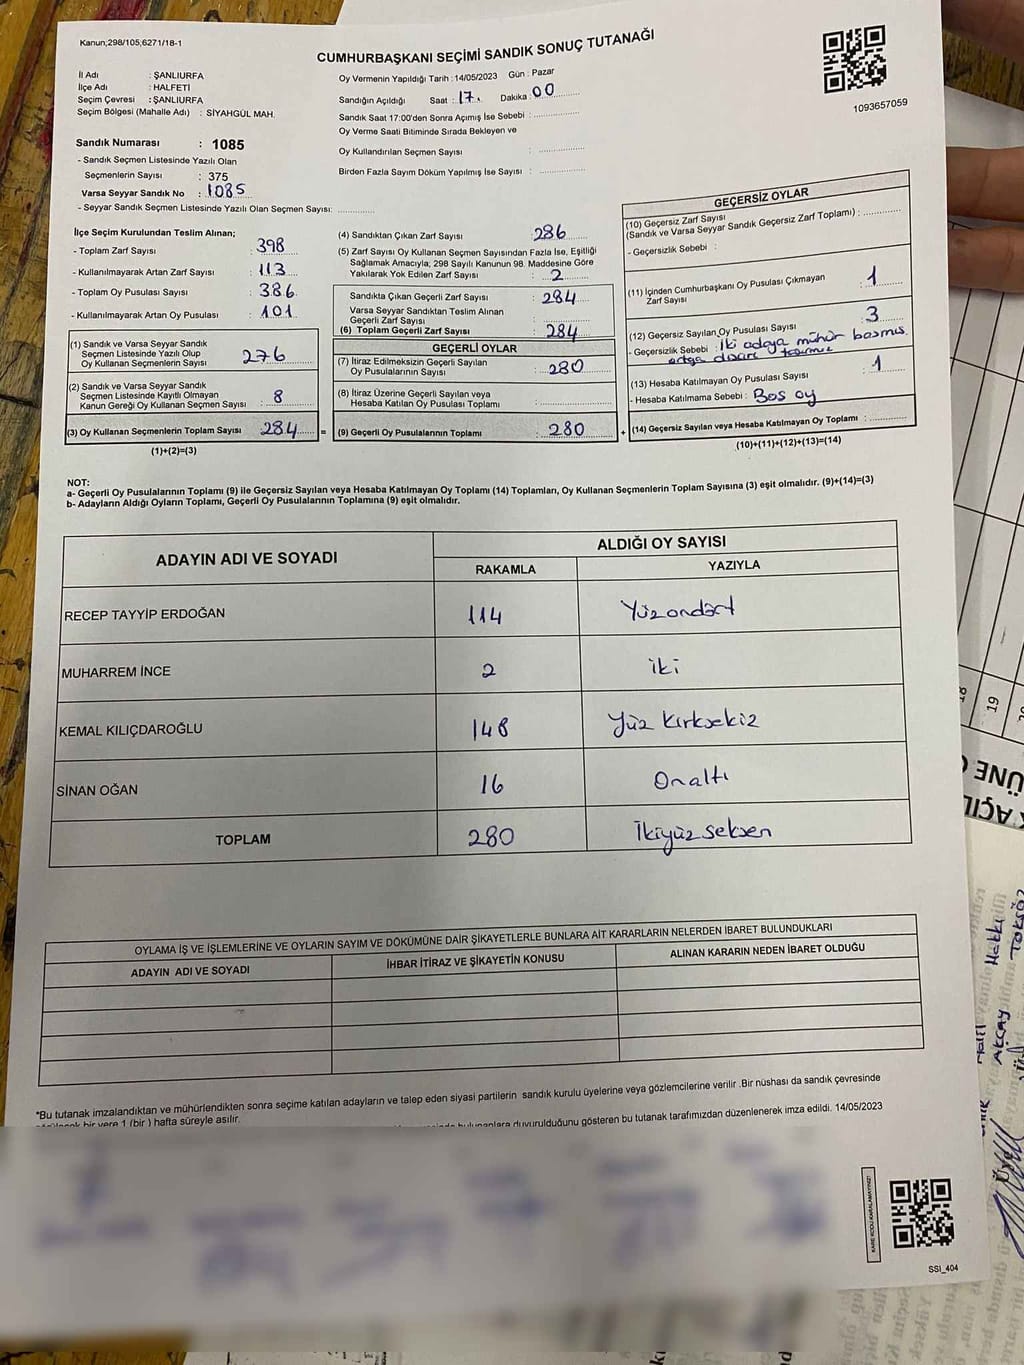 Kanun;298/105,6271/18-1
CUMHURBAŞKANI SEÇİMİ SANDIK SONUÇ TUTANAĞI
1093657059
İl Adı : ŞANLIURFA
İlçe Adı : HALFETİ
Seçim Çevresi : ŞANLIURFA
Seçim Bölgesi (Mahalle Adı) : SİYAHGÜL MAH.
Oy Vermenin Yapıldığı Tarih : 14/05/2023 Gün : Pazar
Sandığın Açıldığı Saat : 17. Dakika : 00
Sandık Saat 17:00'den Sonra Açımış İse Sebebi :
Oy Verme Saati Bitiminde Sırada Bekleyen ve
Oy Kullandırılan Seçmen Sayısı :
Birden Fazla Sayım Döküm Yapılmış İse Sayısı :
Sandık Numarası : 1085
- Sandık Seçmen Listesinde Yazılı Olan
Seçmenlerin Sayısı : 375
Varsa Seyyar Sandık No : 1085
- Seyyar Sandık Seçmen Listesinde Yazılı Olan Seçmen Sayısı:
İlçe Seçim Kurulundan Teslim Alınan;
- Toplam Zarf Sayısı : 398
- Kullanılmayarak Artan Zarf Sayısı : 113
- Toplam Oy Pusulası Sayısı : 386
- Kullanılmayarak Artan Oy Pusulası : 101
(1) Sandık ve Varsa Seyyar Sandık
Seçmen Listesinde Yazılı Olup
Oy Kullanan Seçmenlerin Sayısı : 276
(2) Sandık ve Varsa Seyyar Sandık
Seçmen Listesinde Kayıtlı Olmayan
Kanun Gereği Oy Kullanan Seçmen Sayısı : 8
(3) Oy Kullanan Seçmenlerin Toplam Sayısı : 284 =
(1)+(2)=(3)
(4) Sandıktan Çıkan Zarf Sayısı : 286
(5) Zarf Sayısı Oy Kullanan Seçmen Sayısından Fazla İse, Eşitliği
Sağlamak Amacıyla; 298 Sayılı Kanunun 98. Maddesine Göre
Yakılarak Yok Edilen Zarf Sayısı : 2
Sandıkta Çıkan Geçerli Zarf Sayısı : 284
Varsa Seyyar Sandıktan Teslim Alınan
Geçerli Zarf Sayısı :
(6) Toplam Geçerli Zarf Sayısı : 284
GEÇERLİ OYLAR
(7) İtiraz Edilmeksizin Geçerli Sayılan
Oy Pusulalarının Sayısı : 280
(8) İtiraz Üzerine Geçerli Sayılan veya
Hesaba Katılan Oy Pusulası Toplamı :
(9) Geçerli Oy Pusulalarının Toplamı : 280 +
GEÇERSİZ OYLAR
(10) Geçersiz Zarf Sayısı
(Sandık ve Varsa Seyyar Sandık Geçersiz Zarf Toplamı) :
- Geçersizlik Sebebi :
(11) İçinden Cumhurbaşkanı Oy Pusulası Çıkmayan
Zarf Sayısı : 1
(12) Geçersiz Sayılan Oy Pusulası Sayısı : 3
- Geçersizlik Sebebi : İki adaya mühür basmış
dışarı
(13) Hesaba Katılmayan Oy Pusulası Sayısı : 1
- Hesaba Katılmama Sebebi : Boş oy
(14) Geçersiz Sayılan veya Hesaba Katılmayan Oy Toplamı :
(10)+(11)+(12)+(13)=(14)
NOT:
a- Geçerli Oy Pusulalarının Toplamı (9) ile Geçersiz Sayılan veya Hesaba Katılmayan Oy Toplamı (14) Toplamları, Oy Kullanan Seçmenlerin Toplam Sayısına (3) eşit olmalıdır. (9)+(14)=(3)
b- Adayların Aldığı Oyların Toplamı, Geçerli Oy Pusulalarının Toplamına (9) eşit olmalıdır.
ADAYIN ADI VE SOYADI ALDIĞI OY SAYISI
RAKAMLA YAZIYLA
RECEP TAYYİP ERDOĞAN 114 Yüzondört
MUHARREM İNCE 2 iki
KEMAL KILIÇDAROĞLU 148 Yüz kırksekiz
SİNAN OĞAN 16 Onaltı
TOPLAM 280 İkiyüz seksen
OYLAMA İŞ VE İŞLEMLERİNE VE OYLARIN SAYIM VE DÖKÜMÜNE DAİR ŞİKAYETLERLE BUNLARA AİT KARARLARIN NELERDEN İBARET BULUNDUKLARI
ADAYIN ADI VE SOYADI İHBAR İTİRAZ VE ŞİKAYETİN KONUSU ALINAN KARARIN NEDEN İBARET OLDUĞU
*Bu tutanak imzalandıktan ve mühürlendikten sonra seçime katılan adayların ve talep eden siyasi partilerin sandık kurulu üyelerine veya gözlemcilerine verilir .Bir nüshası da sandık çevresinde
bir yere 1 (bir ) hafta süreyle asılır.
duyurulduğunu gösteren bu tutanak tarafımızdan düzenlenerek imza edildi. 14/05/2023
KARE KODU KARALAMAYINIZ!
SSI_404
18
19
Halil
Hakkı
AKÇAY
TOKSÖZ
Üye